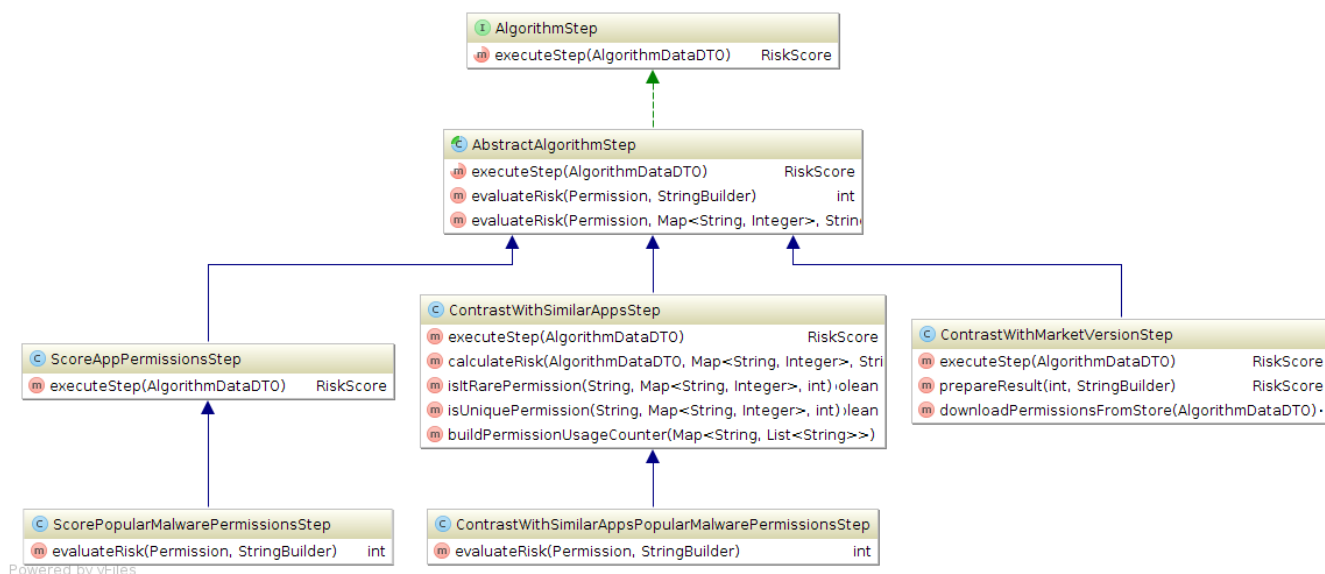 AlgorithmStep
executeStep(AlgorithmDataDTO) RiskScore
AbstractAlgorithmStep
executeStep(AlgorithmDataDTO) RiskScore
evaluateRisk(Permission, StringBuilder) int
evaluateRisk(Permission, Map<String, Integer>, Strin
ContrastWithSimilarAppsStep
executeStep(AlgorithmDataDTO) RiskScore
calculateRisk(AlgorithmDataDTO, Map<String, Integer>, Stri
isItRarePermission(String, Map<String, Integer>, int) olean
isUniquePermission(String, Map<String, Integer>, int) lean
buildPermissionUsageCounter(Map<String, List<String>>)
ContrastWithMarketVersionStep
executeStep(AlgorithmDataDTO) RiskScore
prepareResult(int, StringBuilder) RiskScore
downloadPermissionsFromStore(AlgorithmDataDTO)
ScoreAppPermissionsStep
executeStep(AlgorithmDataDTO) RiskScore
ScorePopularMalwarePermissionsStep
evaluateRisk(Permission, StringBuilder) int
ContrastWithSimilarAppsPopularMalwarePermissionsStep
evaluateRisk(Permission, StringBuilder) int
Powered by yFiles